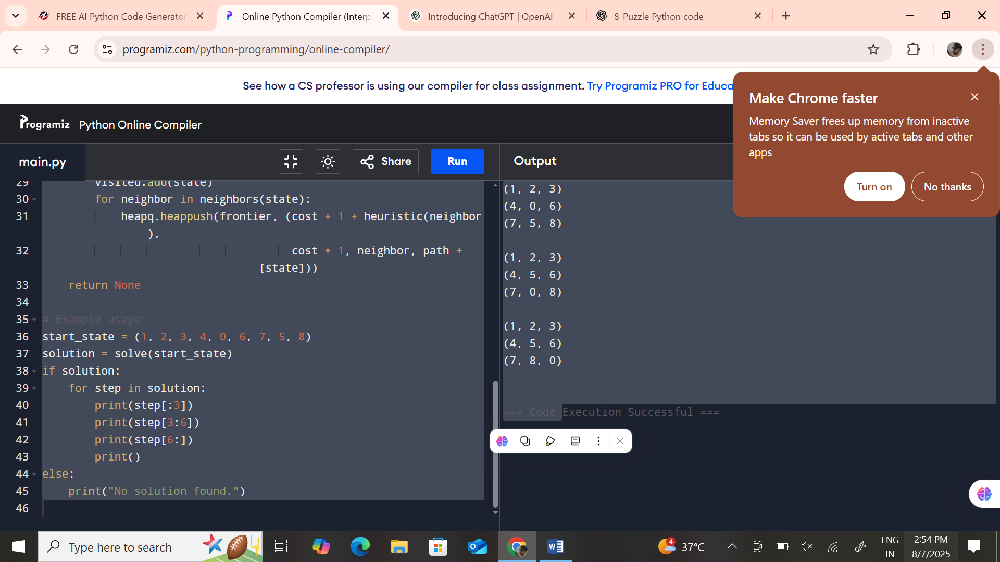 FREE AI Python Code Generator
Online Python Compiler (Interp
Introducing ChatGPT | OpenAI
8-Puzzle Python code
programiz.com/python-programming/online-compiler/
See how a CS professor is using our compiler for class assignment. Try Programiz PRO for Educa
Make Chrome faster
Memory Saver frees up memory from inactive
tabs so it can be used by active tabs and other
apps
Turn on
No thanks
Programiz
Python Online Compiler
main.py
Share
Run
Output
29 visited.add(state)
30 for neighbor in neighbors(state):
31 heapq.heappush(frontier, (cost + 1 + heuristic(neighbor
),
32 cost + 1, neighbor, path +
[state]))
33 return None
34
35 # Example usage:
36 start_state = (1, 2, 3, 4, 0, 6, 7, 5, 8)
37 solution = solve(start_state)
38 if solution:
39 for step in solution:
40 print(step[:3])
41 print(step[3:6])
42 print(step[6:])
43 print()
44 else:
45 print("No solution found.")
46
(1, 2, 3)
(4, 0, 6)
(7, 5, 8)
(1, 2, 3)
(4, 5, 6)
(7, 0, 8)
(1, 2, 3)
(4, 5, 6)
(7, 8, 0)
=== Code Execution Successful ===
Type here to search
4
37°C
ENG
IN
2:54 PM
8/7/2025